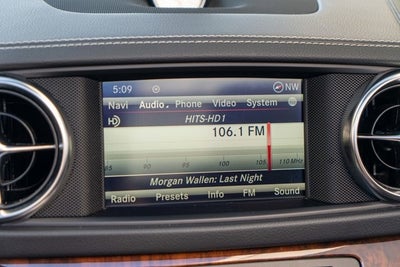 5:09 NW
Navi Audio Phone Video System
HD HITS-HD1
106.1 FM
90 95 100 105 110 MHz
Morgan Wallen: Last Night
Radio Presets Info FM Sound